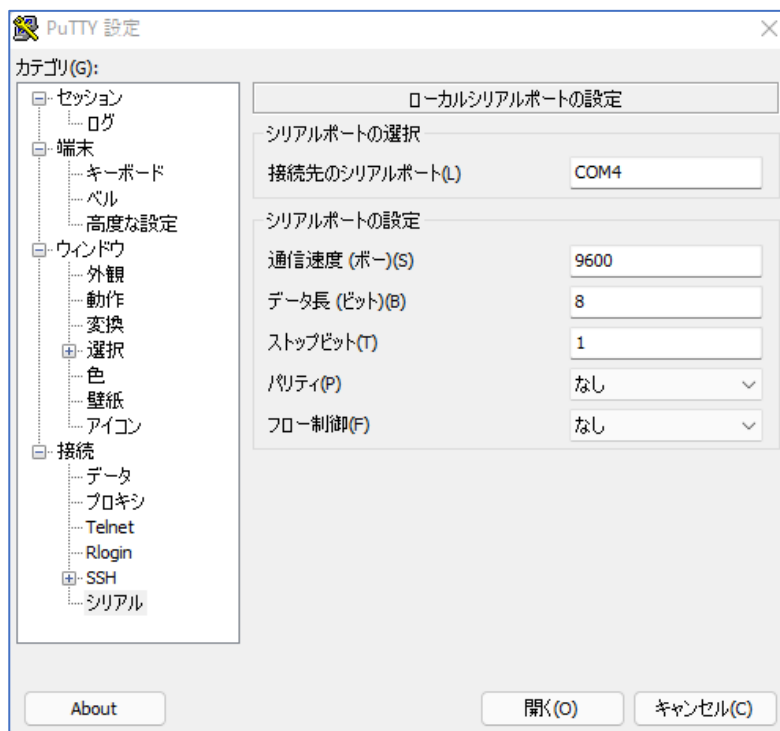 PuTTY 設定
カテゴリ(G):
セッション
ログ
端末
キーボード
ベル
高度な設定
ウィンドウ
外観
動作
変換
選択
色
壁紙
アイコン
接続
データ
プロキシ
Telnet
Rlogin
SSH
シリアル
ローカルシリアルポートの設定
シリアルポートの選択
接続先のシリアルポート(L) COM4
シリアルポートの設定
通信速度 (ボー)(S) 9600
データ長 (ビット)(B) 8
ストップビット(T) 1
パリティ(P) なし
フロー制御(F) なし
About 開く(O) キャンセル(C)